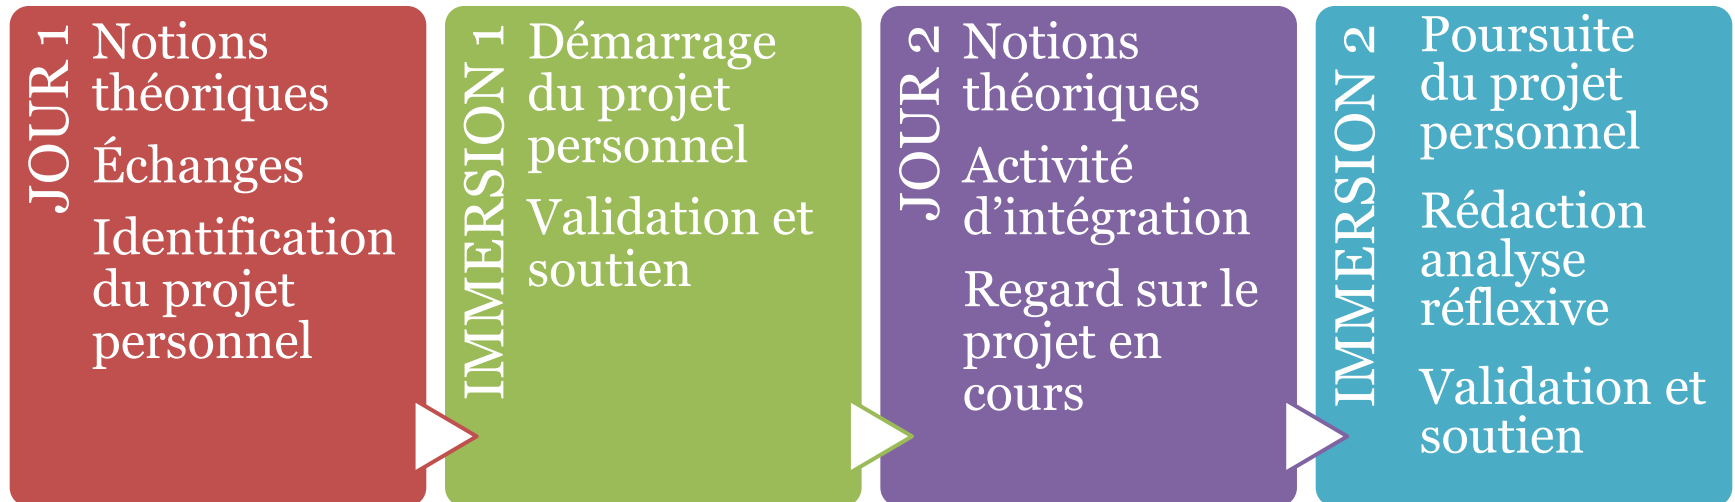 JOUR 1
Notions
théoriques
Échanges
Identification
du projet
personnel
IMMERSION 1
Démarrage
du projet
personnel
Validation et
soutien
JOUR 2
Notions
théoriques
Activité
d’intégration
Regard sur le
projet en
cours
IMMERSION 2
Poursuite
du projet
personnel
Rédaction
analyse
réflexive
Validation et
soutien